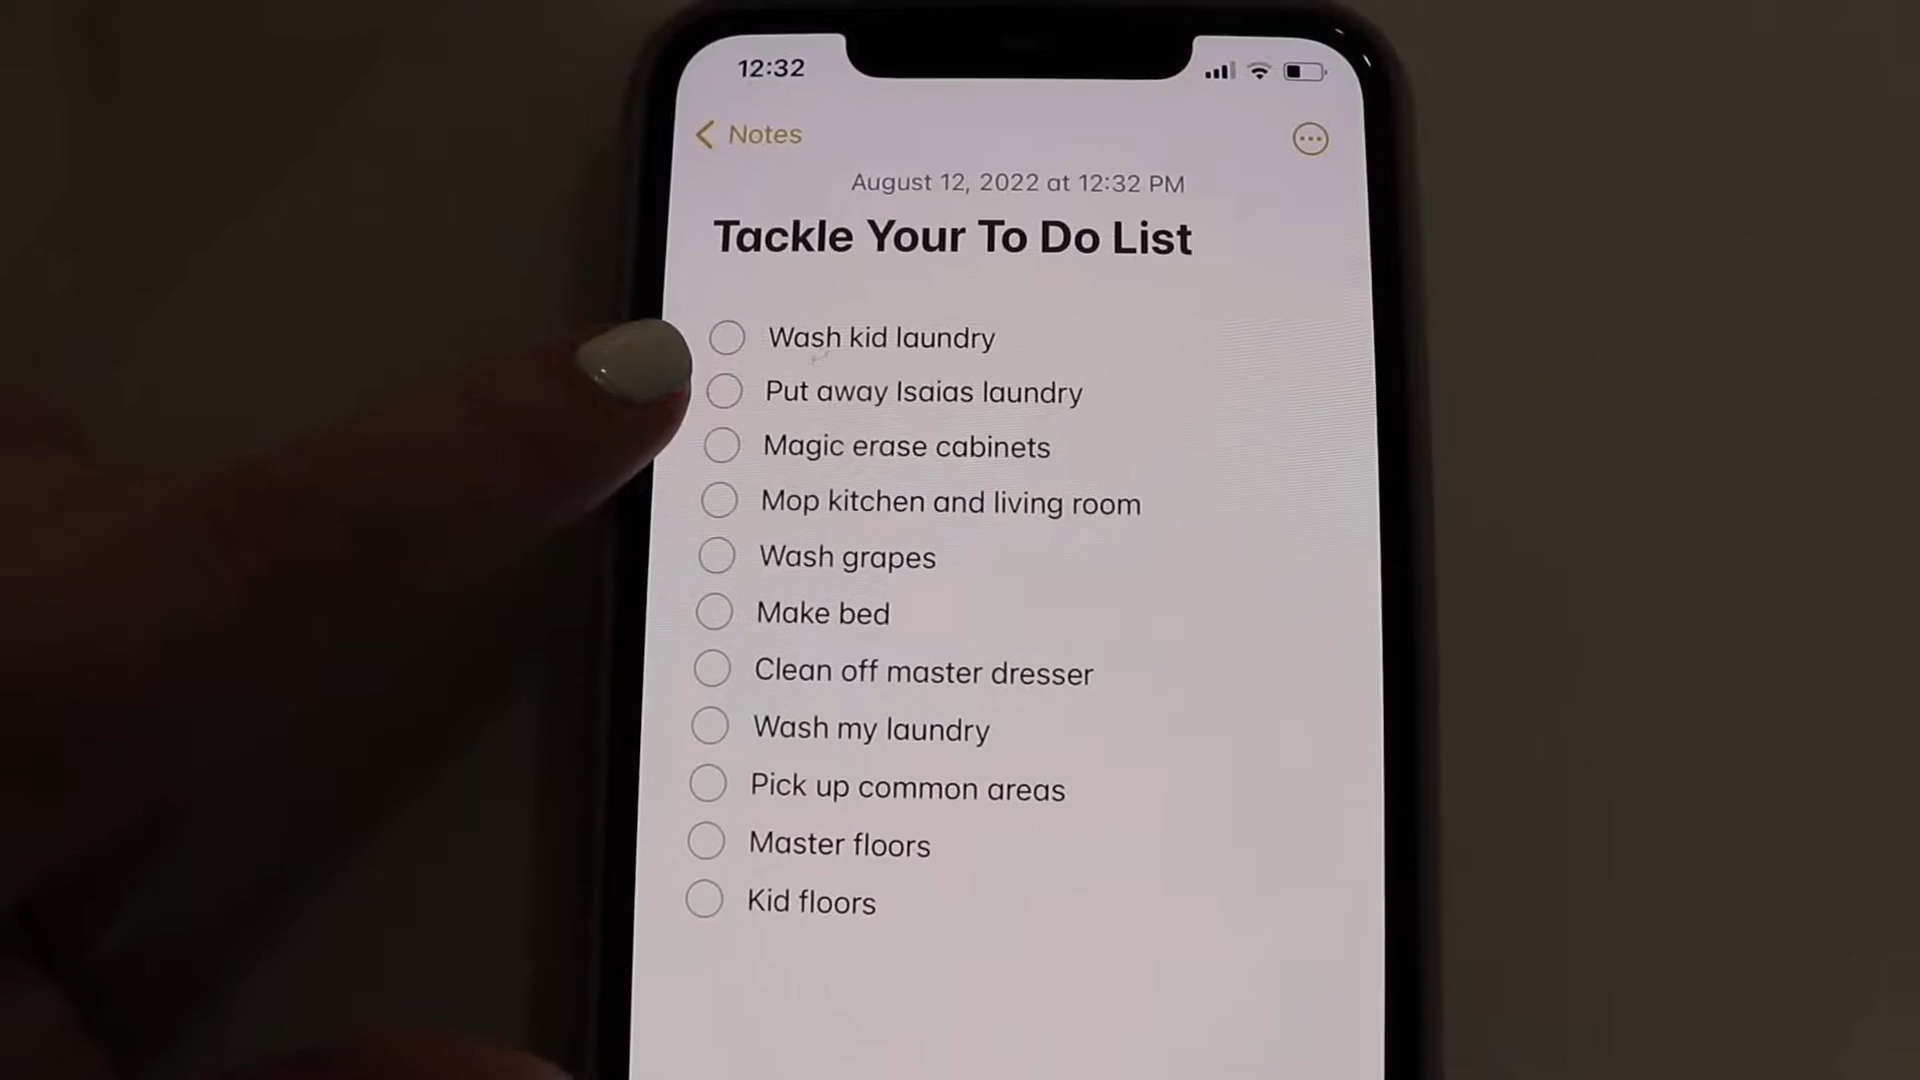 12:32
Notes
August 12, 2022 at 12:32 PM
Tackle Your To Do List
Wash kid laundry
Put away Isaias laundry
Magic erase cabinets
Mop kitchen and living room
Wash grapes
Make bed
Clean off master dresser
Wash my laundry
Pick up common areas
Master floors
Kid floors